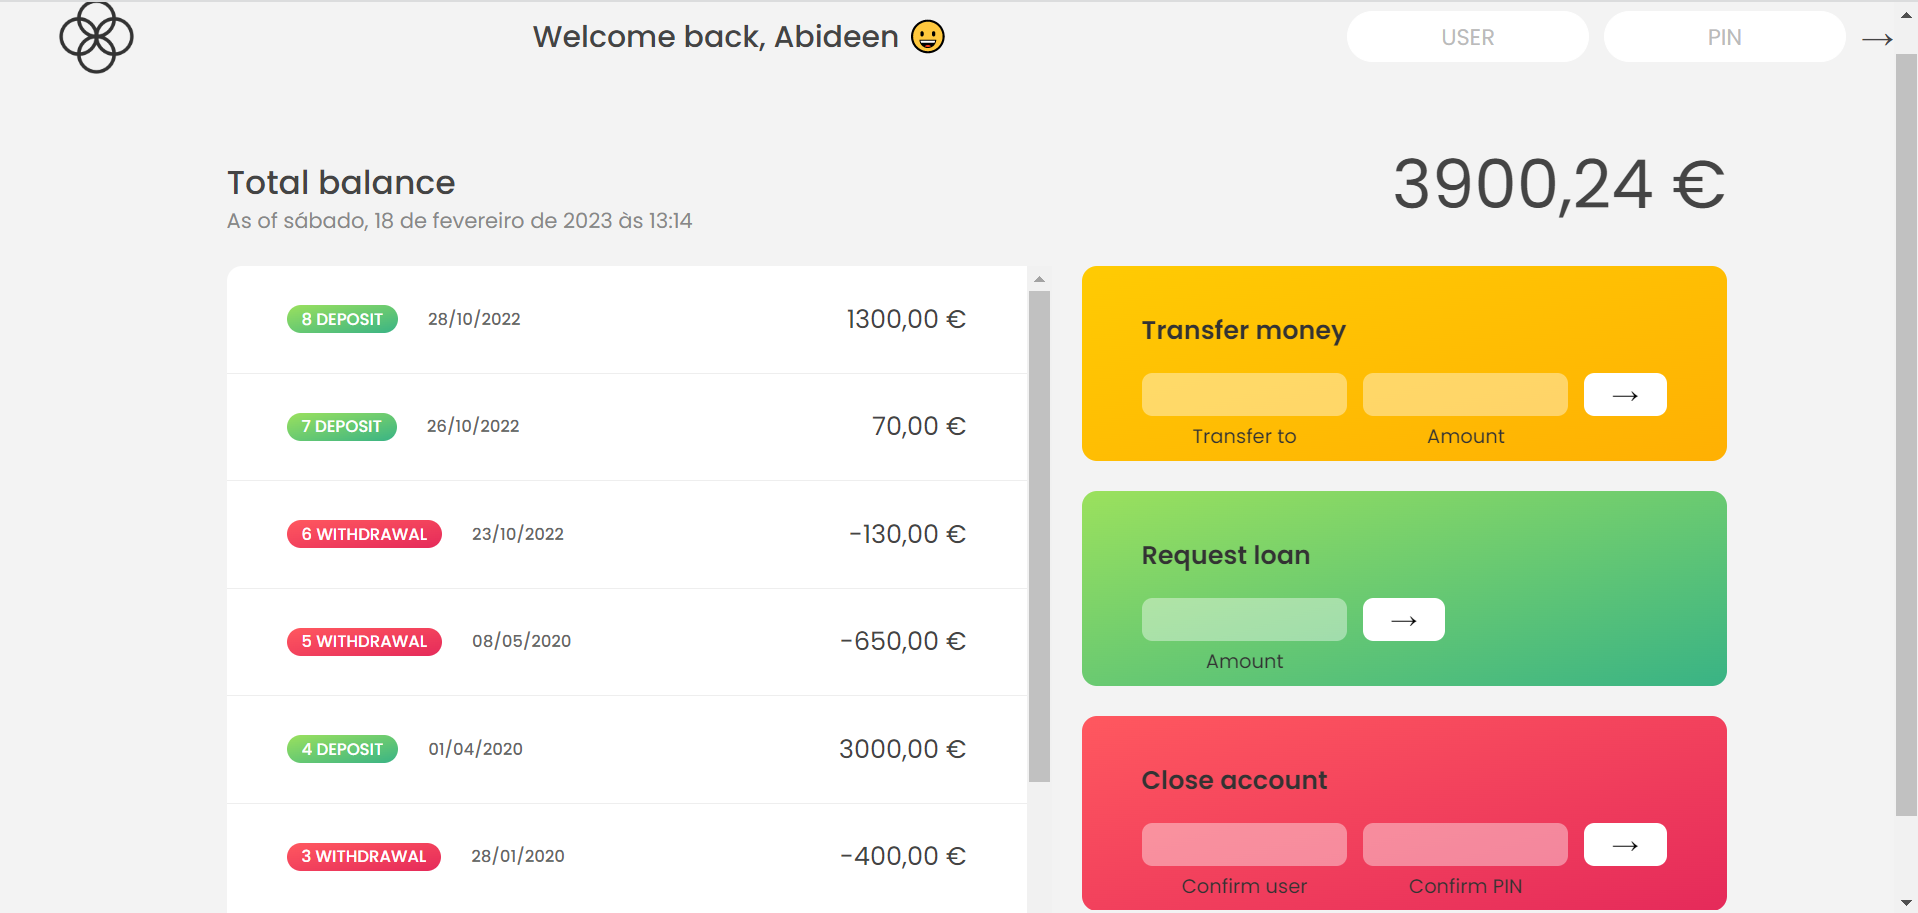 Welcome back, Abideen 😀
USER
PIN
→
Total balance
As of sábado, 18 de fevereiro de 2023 às 13:14
3900,24 €
8 DEPOSIT 28/10/2022 1300,00 €
7 DEPOSIT 26/10/2022 70,00 €
6 WITHDRAWAL 23/10/2022 -130,00 €
5 WITHDRAWAL 08/05/2020 -650,00 €
4 DEPOSIT 01/04/2020 3000,00 €
3 WITHDRAWAL 28/01/2020 -400,00 €
Transfer money
→
Transfer to Amount
Request loan
→
Amount
Close account
→
Confirm user Confirm PIN